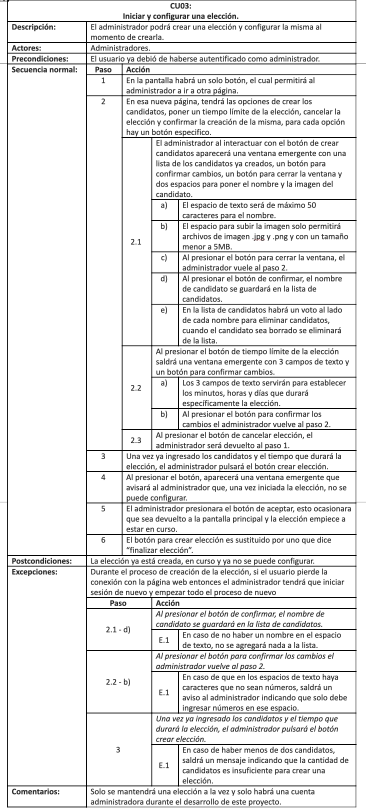 CU03:
Iniciar y configurar una elección.
Descripción:
El administrador podrá crear una elección y configurar la misma al
momento de crearla.
Actores:
Administradores.
Precondiciones:
El usuario ya debió de haberse autentificado como administrador.
Secuencia normal:
Paso
Acción
1
En la pantalla habrá un solo botón, el cual permitirá al
administrador a ir a otra página.
2
En esa nueva página, tendrá las opciones de crear los
candidatos, poner un tiempo límite de la elección, cancelar la
elección y confirmar la creación de la misma, para cada opción
hay un botón especifico.
2.1
El administrador al interactuar con el botón de crear
candidatos aparecerá una ventana emergente con una
lista de los candidatos ya creados, un botón para
confirmar cambios, un botón para cerrar la ventana y
dos espacios para poner el nombre y la imagen del
candidato.
a)
El espacio de texto será de máximo 50
caracteres para el nombre.
b)
El espacio para subir la imagen solo permitirá
archivos de imagen .jpg y .png y con un tamaño
menor a 5MB.
c)
Al presionar el botón para cerrar la ventana, el
administrador vuele al paso 2.
d)
Al presionar el botón de confirmar, el nombre
de candidato se guardará en la lista de
candidatos.
e)
En la lista de candidatos habrá un voto al lado
de cada nombre para eliminar candidatos,
cuando el candidato sea borrado se eliminará
de la lista.
2.2
Al presionar el botón de tiempo límite de la elección
saldrá una ventana emergente con 3 campos de texto y
un botón para confirmar cambios.
a)
Los 3 campos de texto servirán para establecer
los minutos, horas y días que durará
específicamente la elección.
b)
Al presionar el botón para confirmar los
cambios el administrador vuelve al paso 2.
2.3
Al presionar el botón de cancelar elección, el
administrador será devuelto al paso 1.
3
Una vez ya ingresado los candidatos y el tiempo que durará la
elección, el administrador pulsará el botón crear elección.
4
Al presionar el botón, aparecerá una ventana emergente que
avisará al administrador que, una vez iniciada la elección, no se
puede configurar.
5
El administrador presionara el botón de aceptar, esto ocasionara
que sea devuelto a la pantalla principal y la elección empiece a
estar en curso.
6
El botón para crear elección es sustituido por uno que dice
"finalizar elección".
Postcondiciones:
La elección ya está creada, en curso y ya no se puede configurar.
Excepciones:
Durante el proceso de creación de la elección, si el usuario pierde la
conexión con la página web entonces el administrador tendrá que iniciar
sesión de nuevo y empezar todo el proceso de nuevo
Paso
Acción
2.1 - d)
Al presionar el botón de confirmar, el nombre de
candidato se guardará en la lista de candidatos.
E.1
En caso de no haber un nombre en el espacio
de texto, no se agregará nada a la lista.
2.2 - b)
Al presionar el botón para confirmar los cambios el
administrador vuelve al paso 2.
E.1
En caso de que en los espacios de texto haya
caracteres que no sean números, saldrá un
aviso al administrador indicando que solo debe
ingresar números en ese espacio.
3
Una vez ya ingresado los candidatos y el tiempo que
durará la elección, el administrador pulsará el botón
crear elección.
E.1
En caso de haber menos de dos candidatos,
saldrá un mensaje indicando que la cantidad de
candidatos es insuficiente para crear una
elección.
Comentarios:
Solo se mantendrá una elección a la vez y solo habrá una cuenta
administradora durante el desarrollo de este proyecto.